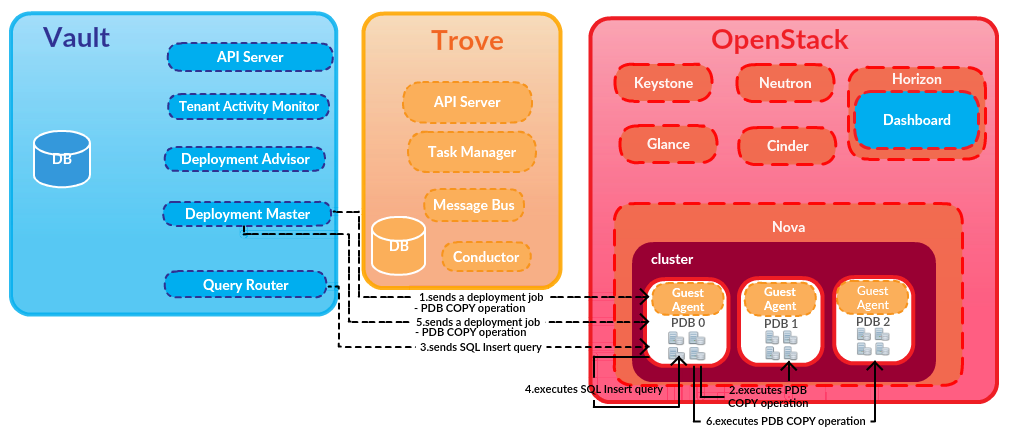 Vault
API Server
Tenant Activity Monitor
DB
Deployment Advisor
Deployment Master
Query Router
Trove
API Server
Task Manager
Message Bus
DB
Conductor
OpenStack
Keystone
Neutron
Horizon
Dashboard
Glance
Cinder
Nova
cluster
Guest
Agent
PDB 0
Guest
Agent
PDB 1
Guest
Agent
PDB 2
1.sends a deployment job
- PDB COPY operation
5.sends a deployment job
- PDB COPY operation
3.sends SQL Insert query
4.executes SQL Insert query
2.executes PDB
COPY operation
6.executes PDB COPY operation